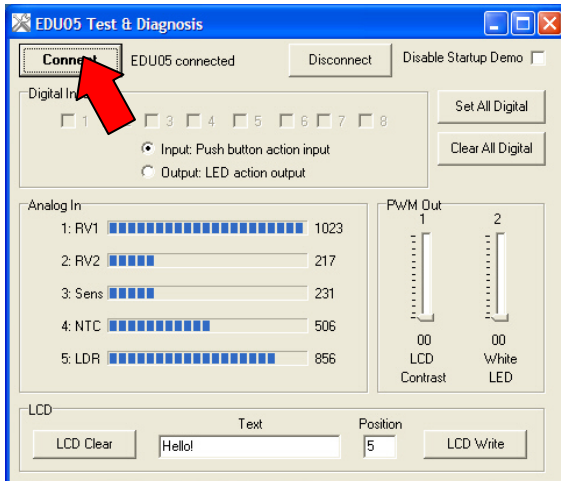 EDU05 Test & Diagnosis
Connect EDU05 connected Disconnect Disable Startup Demo
Digital In
1 3 4 5 6 7 8
Set All Digital
Input: Push button action input
Clear All Digital
Output: LED action output
Analog In
1: RV1 1023
2: RV2 217
3: Sens 231
4: NTC 506
5: LDR 856
PWM Out
1 2
00 00
LCD White
Contrast LED
LCD
Text Position
LCD Clear Hello! 5 LCD Write